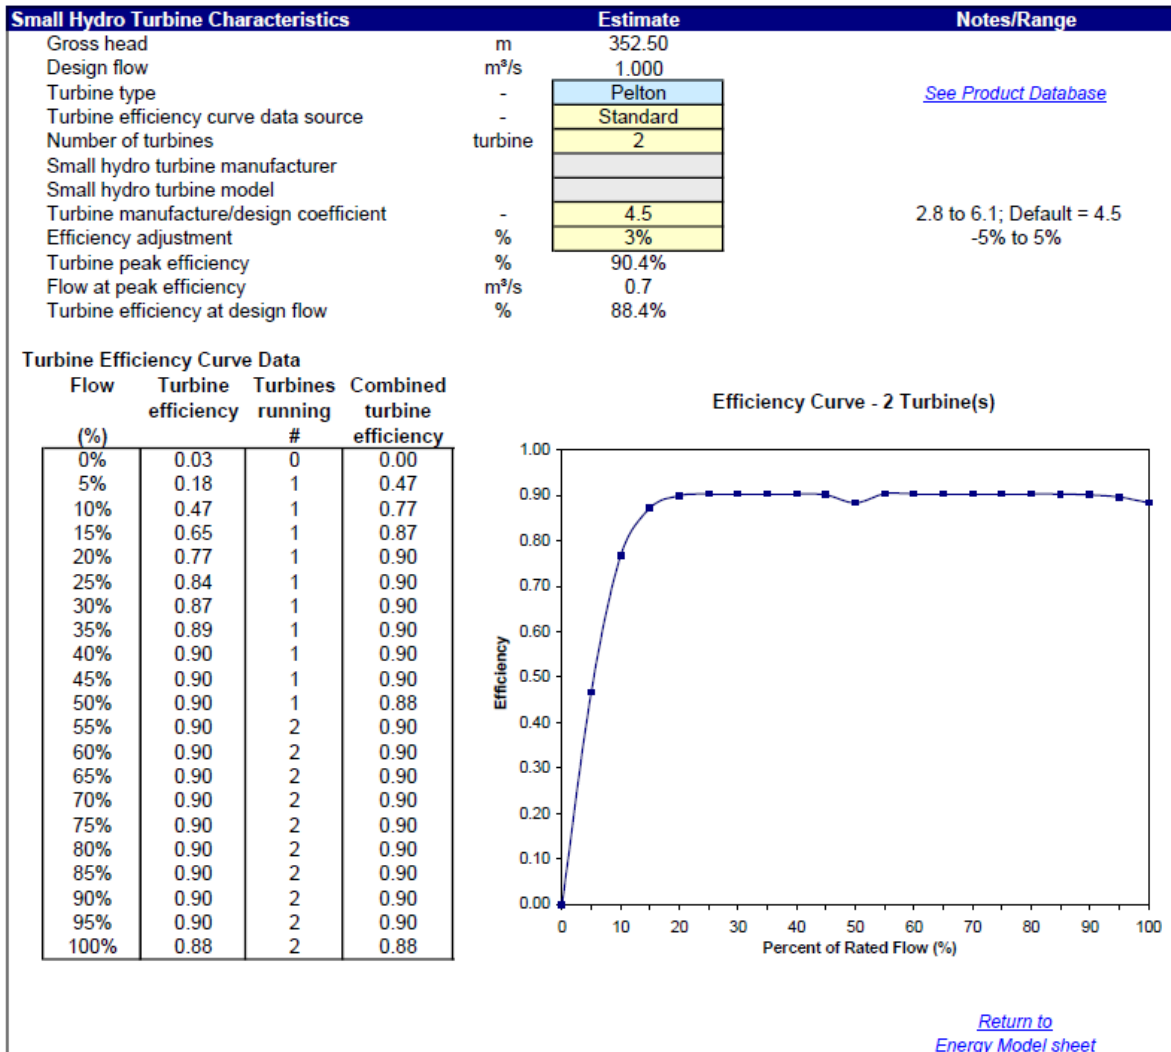 Small Hydro Turbine Characteristics Estimate Notes/Range
Gross head m 352.50
Design flow m³/s 1.000
Turbine type - Pelton See Product Database
Turbine efficiency curve data source - Standard
Number of turbines turbine 2
Small hydro turbine manufacturer
Small hydro turbine model
Turbine manufacture/design coefficient - 4.5 2.8 to 6.1; Default = 4.5
Efficiency adjustment % 3% -5% to 5%
Turbine peak efficiency % 90.4%
Flow at peak efficiency m³/s 0.7
Turbine efficiency at design flow % 88.4%
Turbine Efficiency Curve Data
Flow Turbine Turbines Combined
efficiency running turbine
(%) # efficiency
0% 0.03 0 0.00
5% 0.18 1 0.47
10% 0.47 1 0.77
15% 0.65 1 0.87
20% 0.77 1 0.90
25% 0.84 1 0.90
30% 0.87 1 0.90
35% 0.89 1 0.90
40% 0.90 1 0.90
45% 0.90 1 0.90
50% 0.90 1 0.88
55% 0.90 2 0.90
60% 0.90 2 0.90
65% 0.90 2 0.90
70% 0.90 2 0.90
75% 0.90 2 0.90
80% 0.90 2 0.90
85% 0.90 2 0.90
90% 0.90 2 0.90
95% 0.90 2 0.90
100% 0.88 2 0.88
Efficiency Curve - 2 Turbine(s)
1.00
0.90
0.80
0.70
0.60
0.50
0.40
0.30
0.20
0.10
0.00
Efficiency
0 10 20 30 40 50 60 70 80 90 100
Percent of Rated Flow (%)
Return to
Energy Model sheet